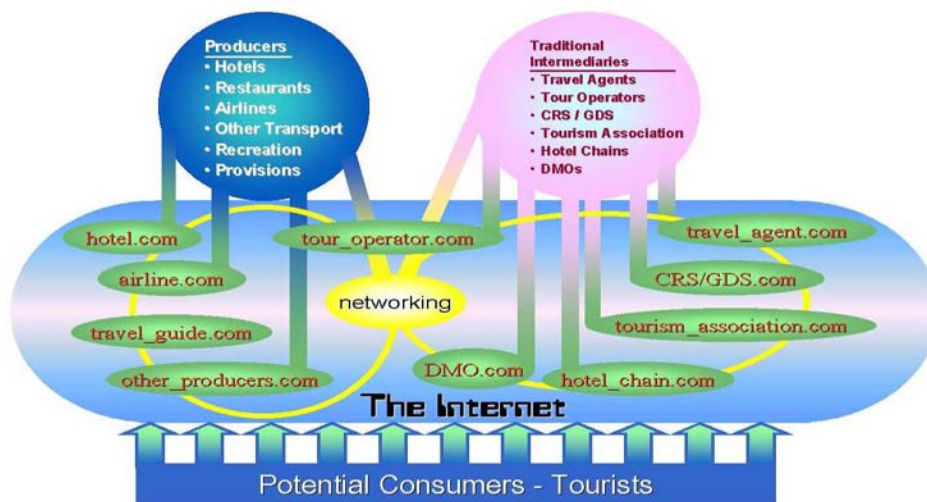 Producers
• Hotels
• Restaurants
• Airlines
• Other Transport
• Recreation
• Provisions
Traditional
Intermediaries
• Travel Agents
• Tour Operators
• CRS / GDS
• Tourism Association
• Hotel Chains
• DMOs
hotel.com
tour_operator.com
travel_agent.com
airline.com
CRS/GDS.com
networking
travel_guide.com
tourism_association.com
other_producers.com
DMO.com
hotel_chain.com
The Internet
Potential Consumers - Tourists